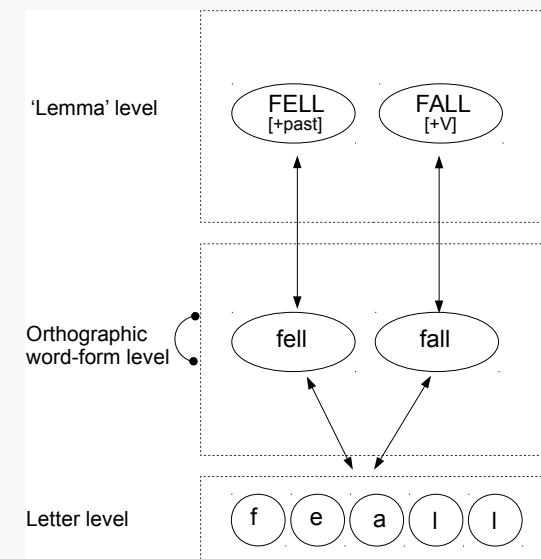 ‘Lemma’ level
FELL
[+past]
FALL
[+V]
Orthographic
word-form level
fell
fall
Letter level
f e a l l